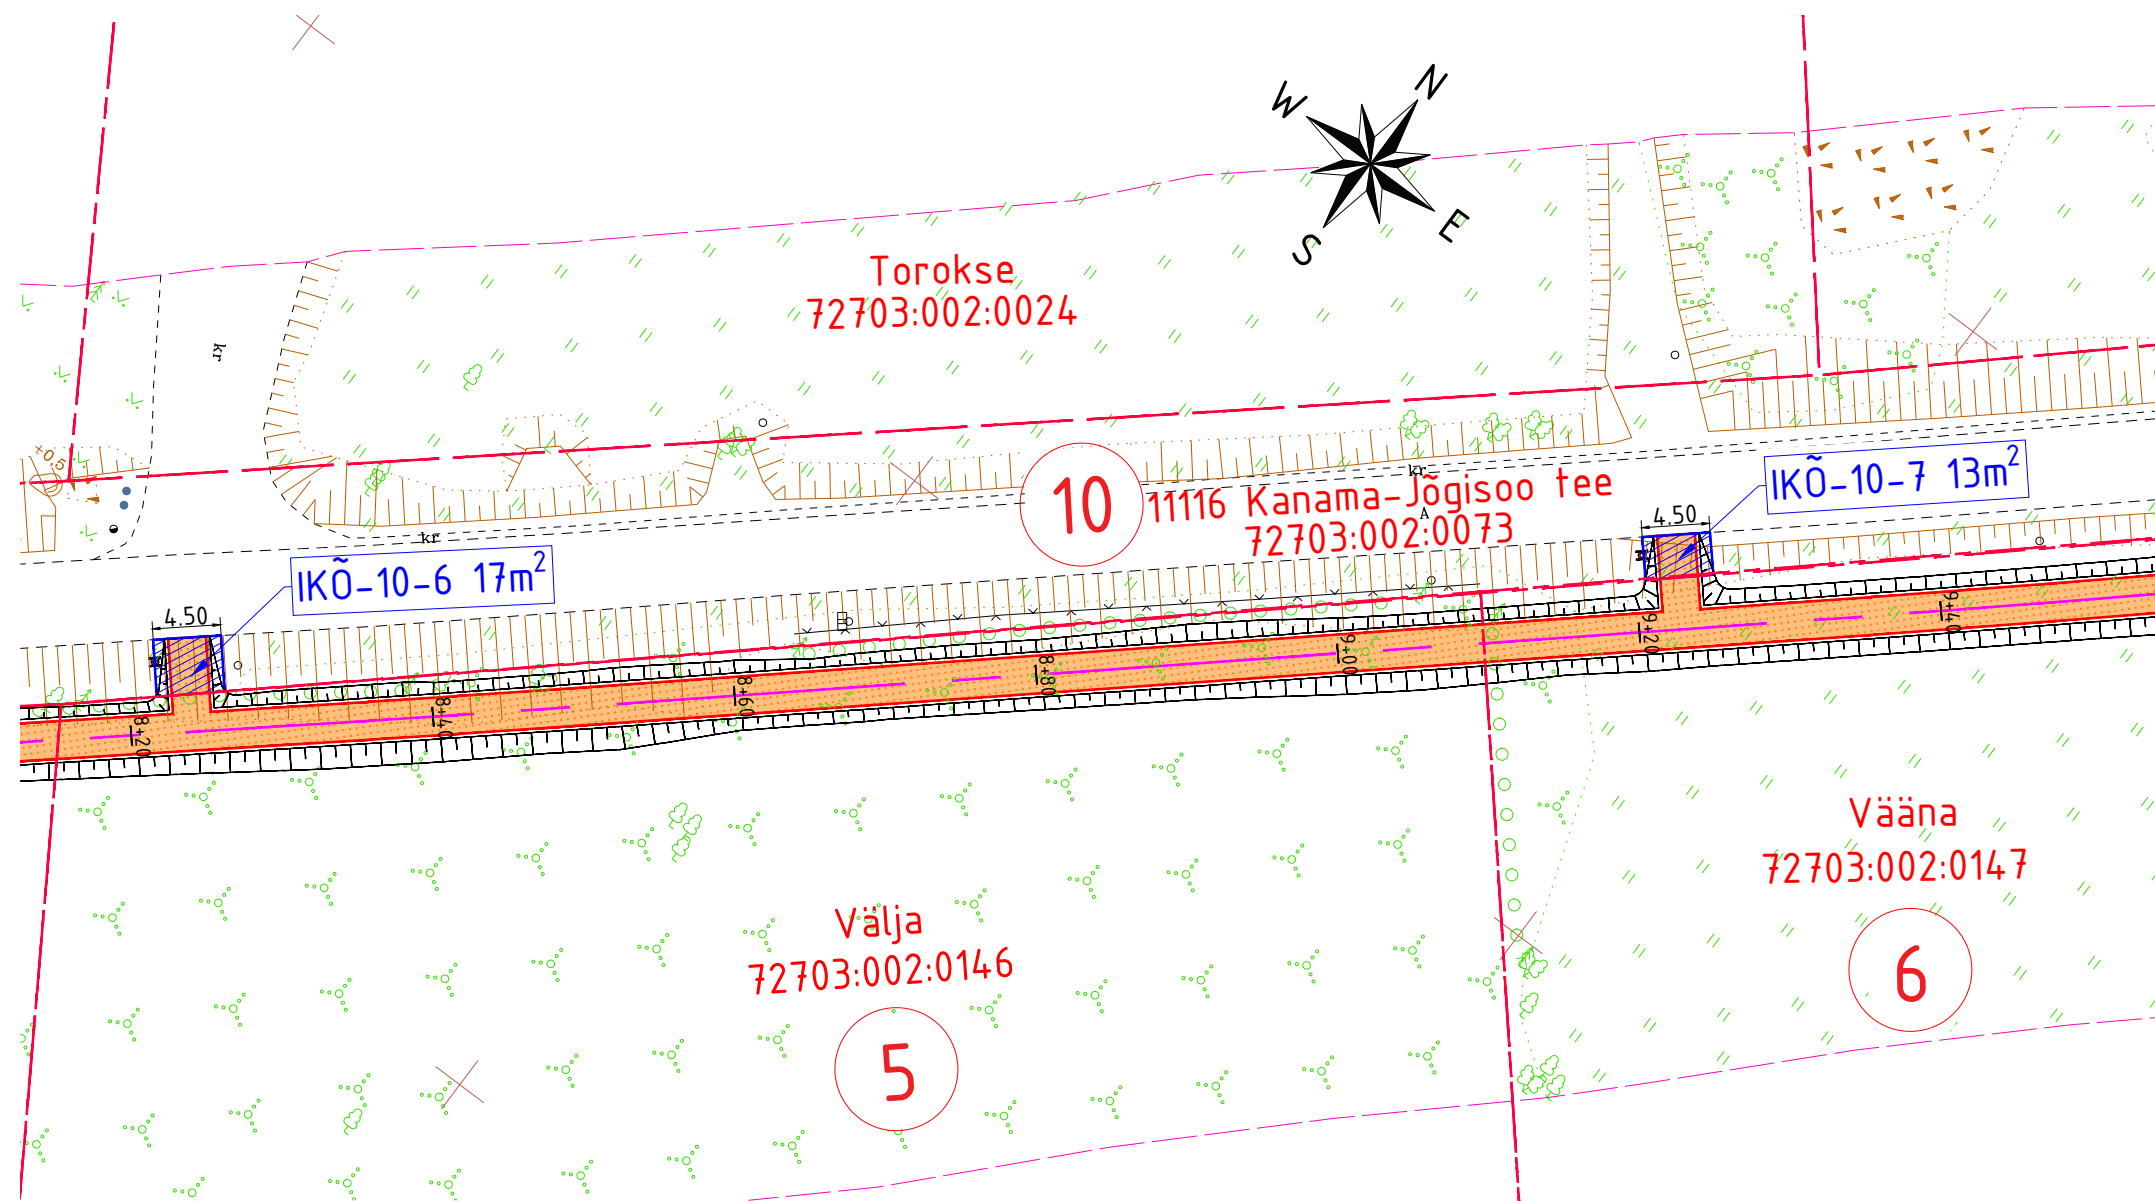 N
W
E
S
Torokse
72703:002:0024
kr
+0,5
10
11116 Kanama-Jõgisoo tee
72703:002:0073
kr
A
kr
IKÕ-10-7 13m²
4.50
IKÕ-10-6 17m²
4.50
8+20
8+40
8+60
8+80
9+00
9+20
9+40
Välja
72703:002:0146
5
Vääna
72703:002:0147
6